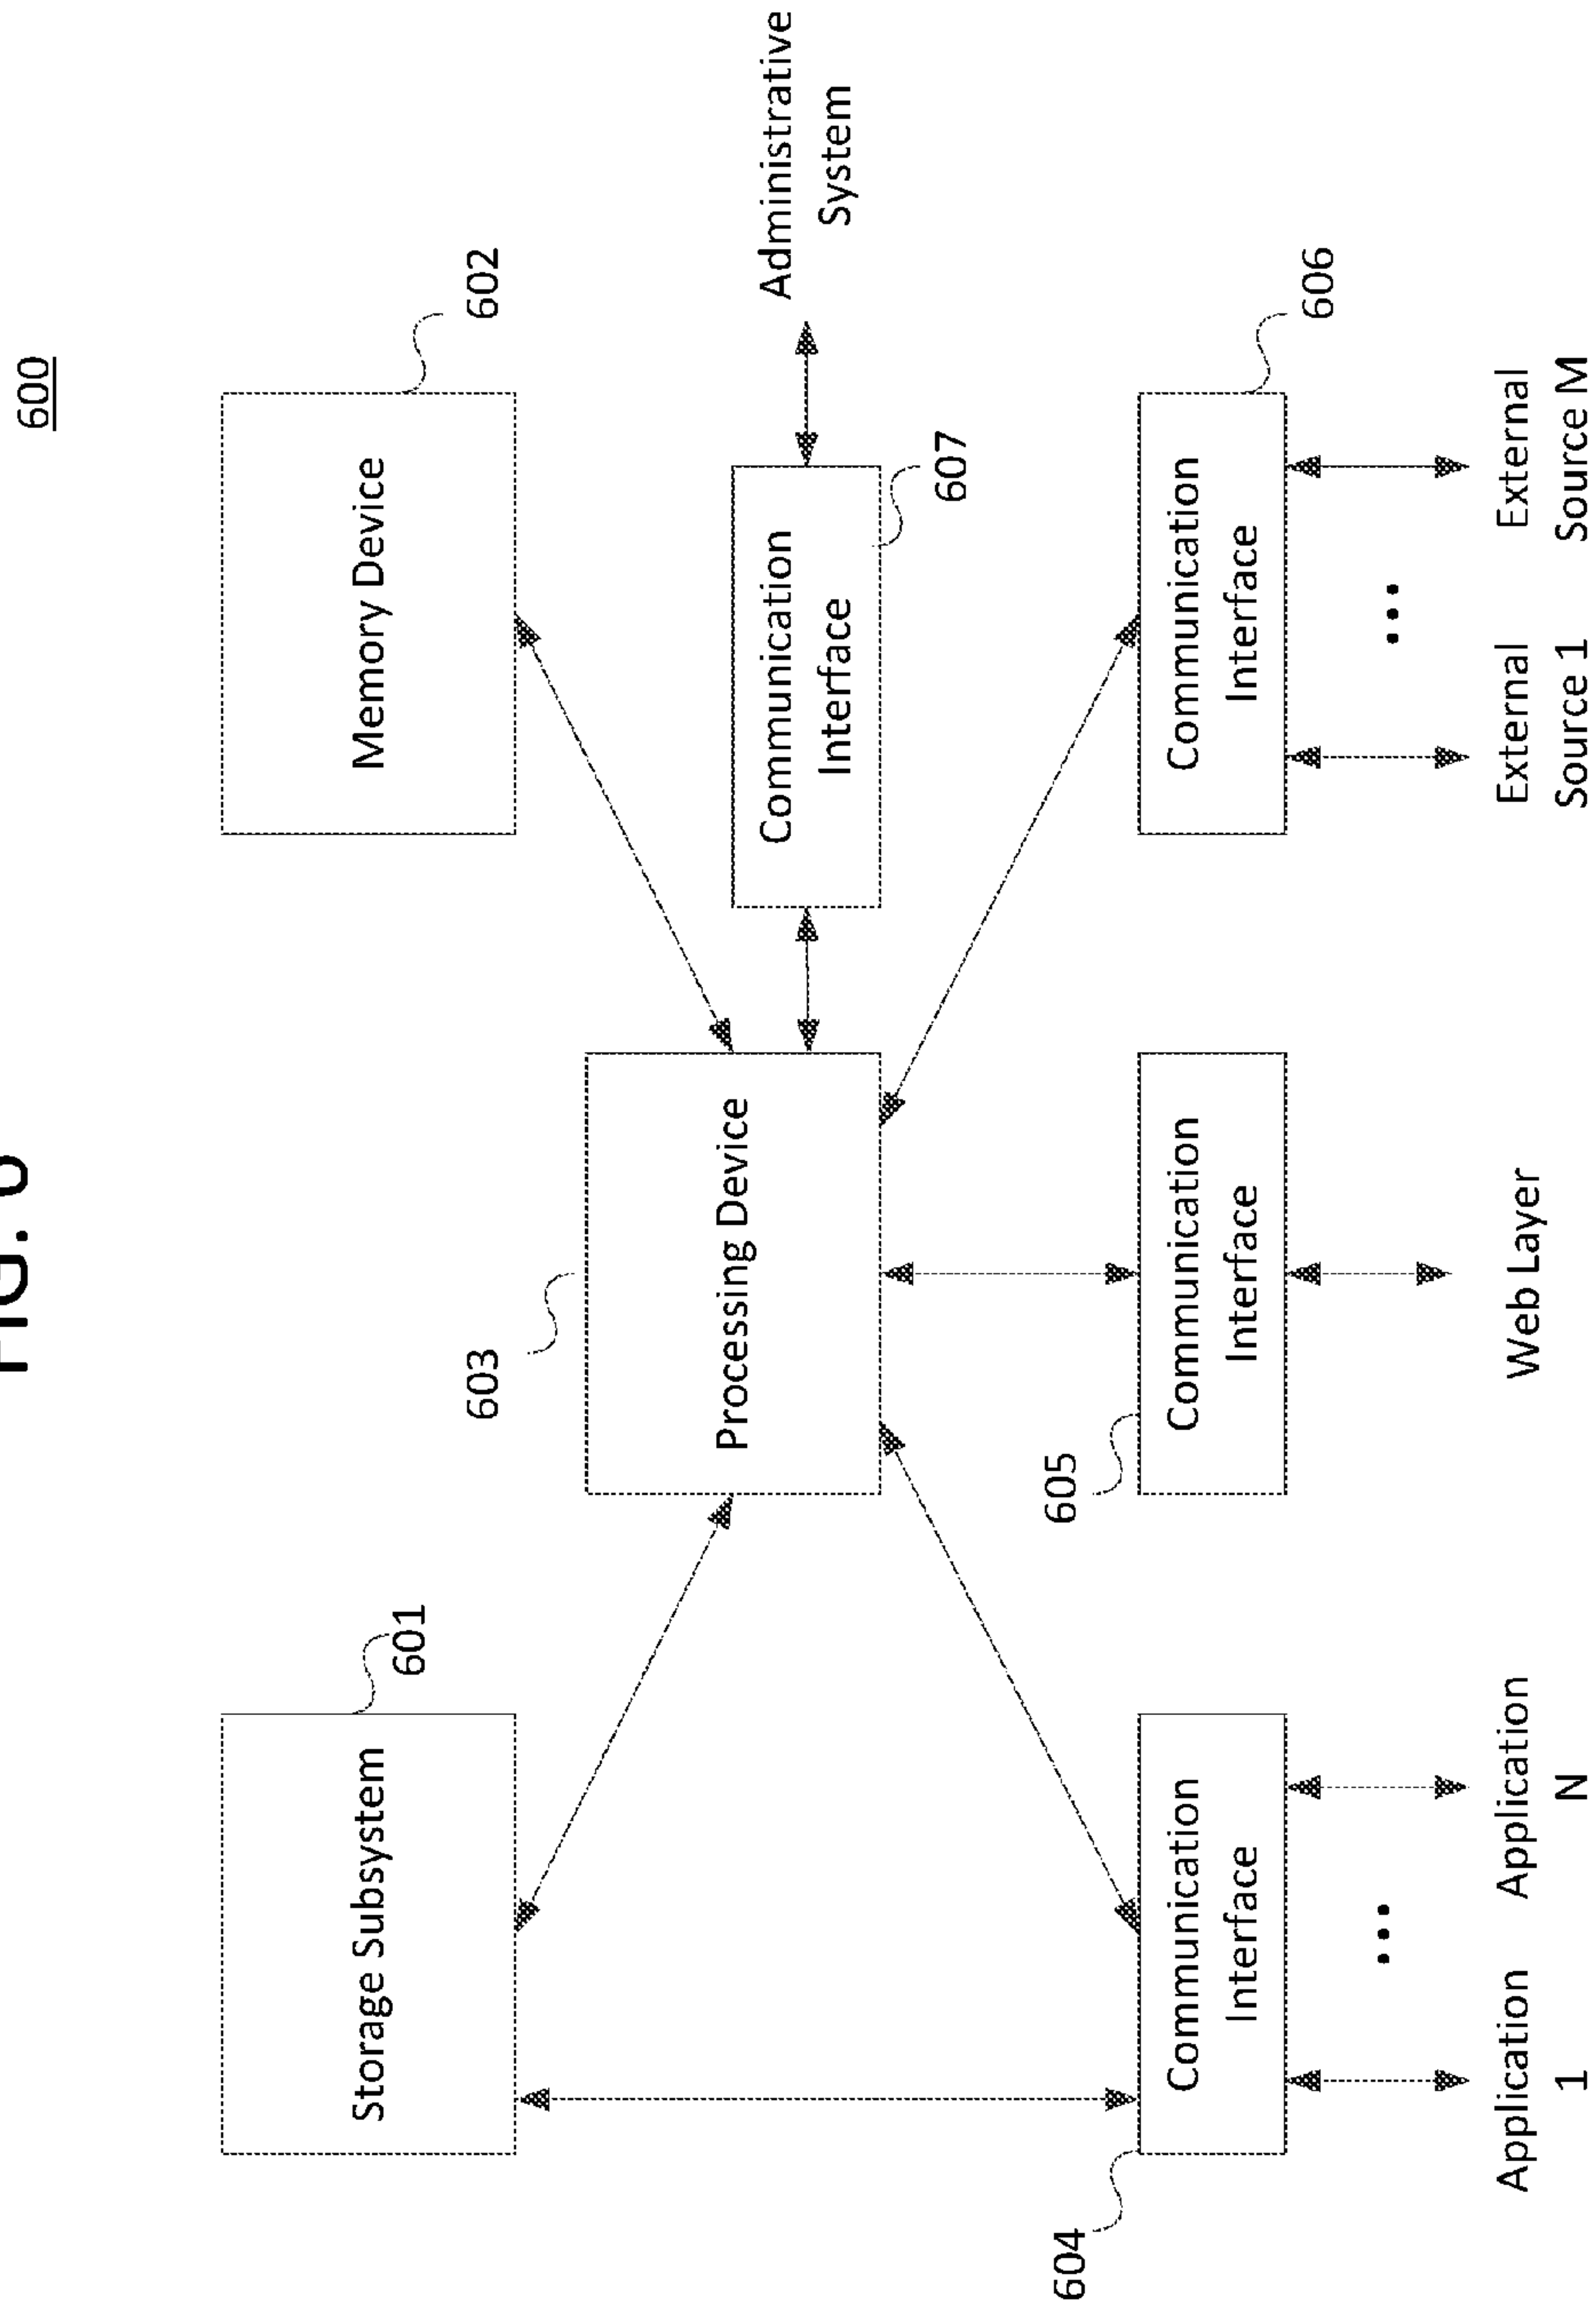 FIG. 6
600
Storage Subsystem
601
Memory Device
602
603
Processing Device
Communication
Interface
607
Administrative
System
604
Communication
Interface
605
Communication
Interface
Communication
Interface
606
...
...
Application
1
Application
N
Web Layer
External
Source 1
External
Source M